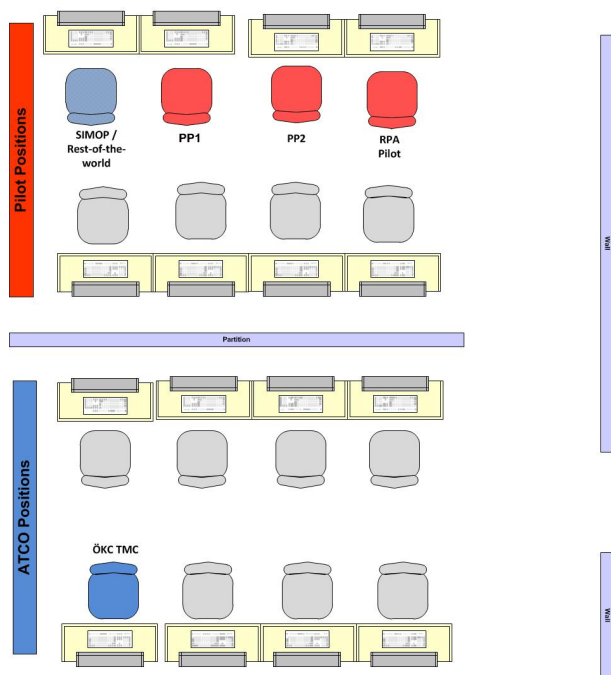 Pilot Positions
SIMOP /
Rest-of-the-
world
PP1
PP2
RPA
Pilot
Wall
Partition
ATCO Positions
ÖKC TMC
Wall